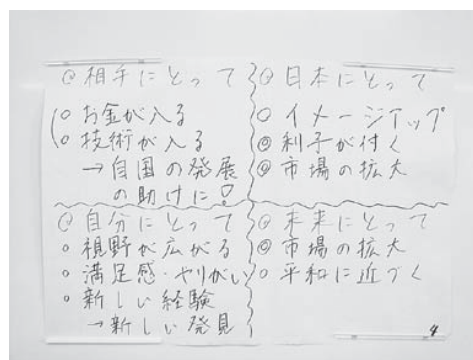 ◎相手にとって
○お金が入る
○技術が入る
→自国の発展
の助けに!
◎日本にとって
○イメージアップ
◎利子が付く
◎市場の拡大
◎自分にとって
○視野が広がる
○満足感・やりがい
○新しい経験
→新しい発見
◎未来にとって
◎市場の拡大
○平和に近づく
4